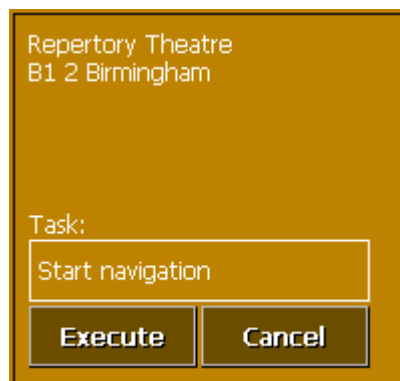 Repertory Theatre
B1 2 Birmingham
Task:
Start navigation
Execute
Cancel